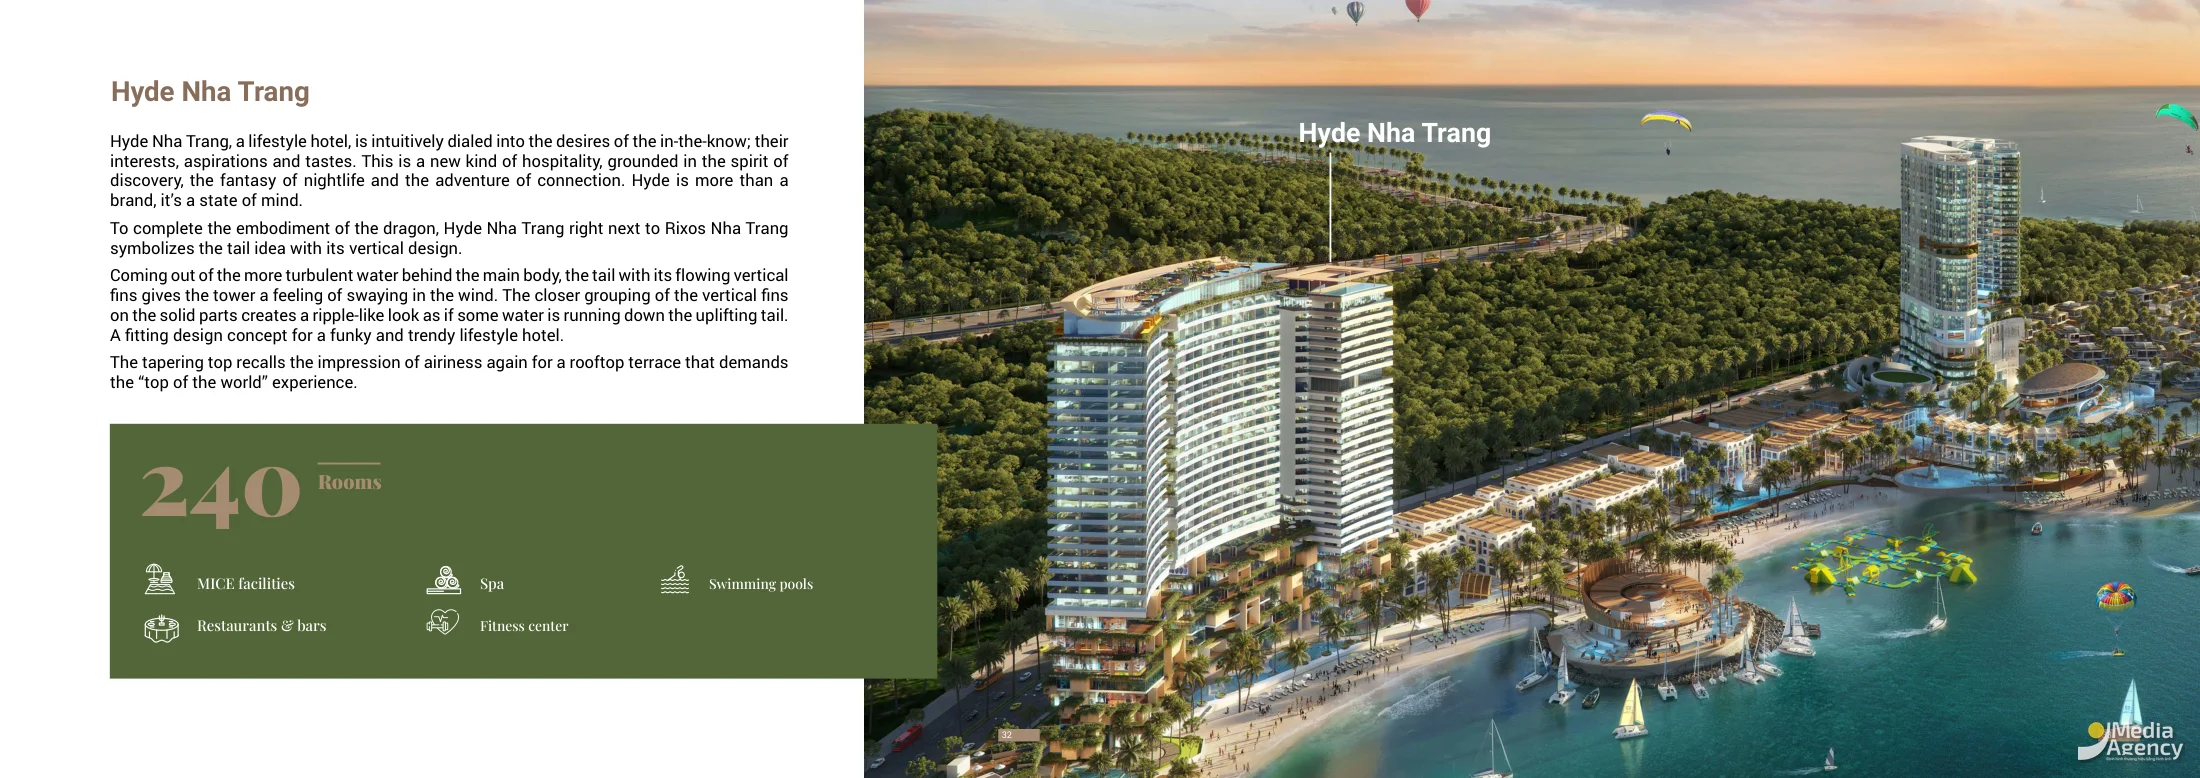 Hyde Nha Trang
Hyde Nha Trang, a lifestyle hotel, is intuitively dialed into the desires of the in-the-know; their
interests, aspirations and tastes. This is a new kind of hospitality, grounded in the spirit of
discovery, the fantasy of nightlife and the adventure of connection. Hyde is more than a
brand, it’s a state of mind.
To complete the embodiment of the dragon, Hyde Nha Trang right next to Rixos Nha Trang
symbolizes the tail idea with its vertical design.
Coming out of the more turbulent water behind the main body, the tail with its flowing vertical
fins gives the tower a feeling of swaying in the wind. The closer grouping of the vertical fins
on the solid parts creates a ripple-like look as if some water is running down the uplifting tail.
A fitting design concept for a funky and trendy lifestyle hotel.
The tapering top recalls the impression of airiness again for a rooftop terrace that demands
the “top of the world” experience.
240 Rooms
MICE facilities
Spa
Swimming pools
Restaurants & bars
Fitness center
Hyde Nha Trang
32
Media
Agency